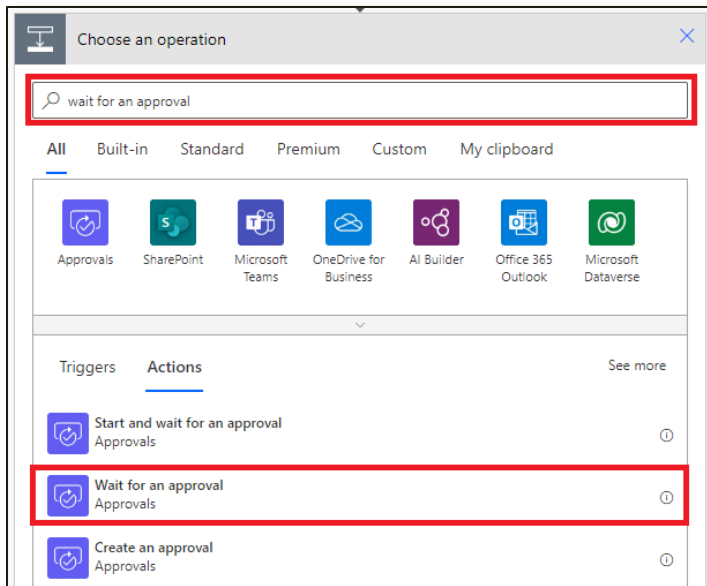 Choose an operation
wait for an approval
All Built-in Standard Premium Custom My clipboard
Approvals SharePoint Microsoft Teams OneDrive for Business AI Builder Office 365 Outlook Microsoft Dataverse
Triggers Actions See more
Start and wait for an approval
Approvals
Wait for an approval
Approvals
Create an approval
Approvals